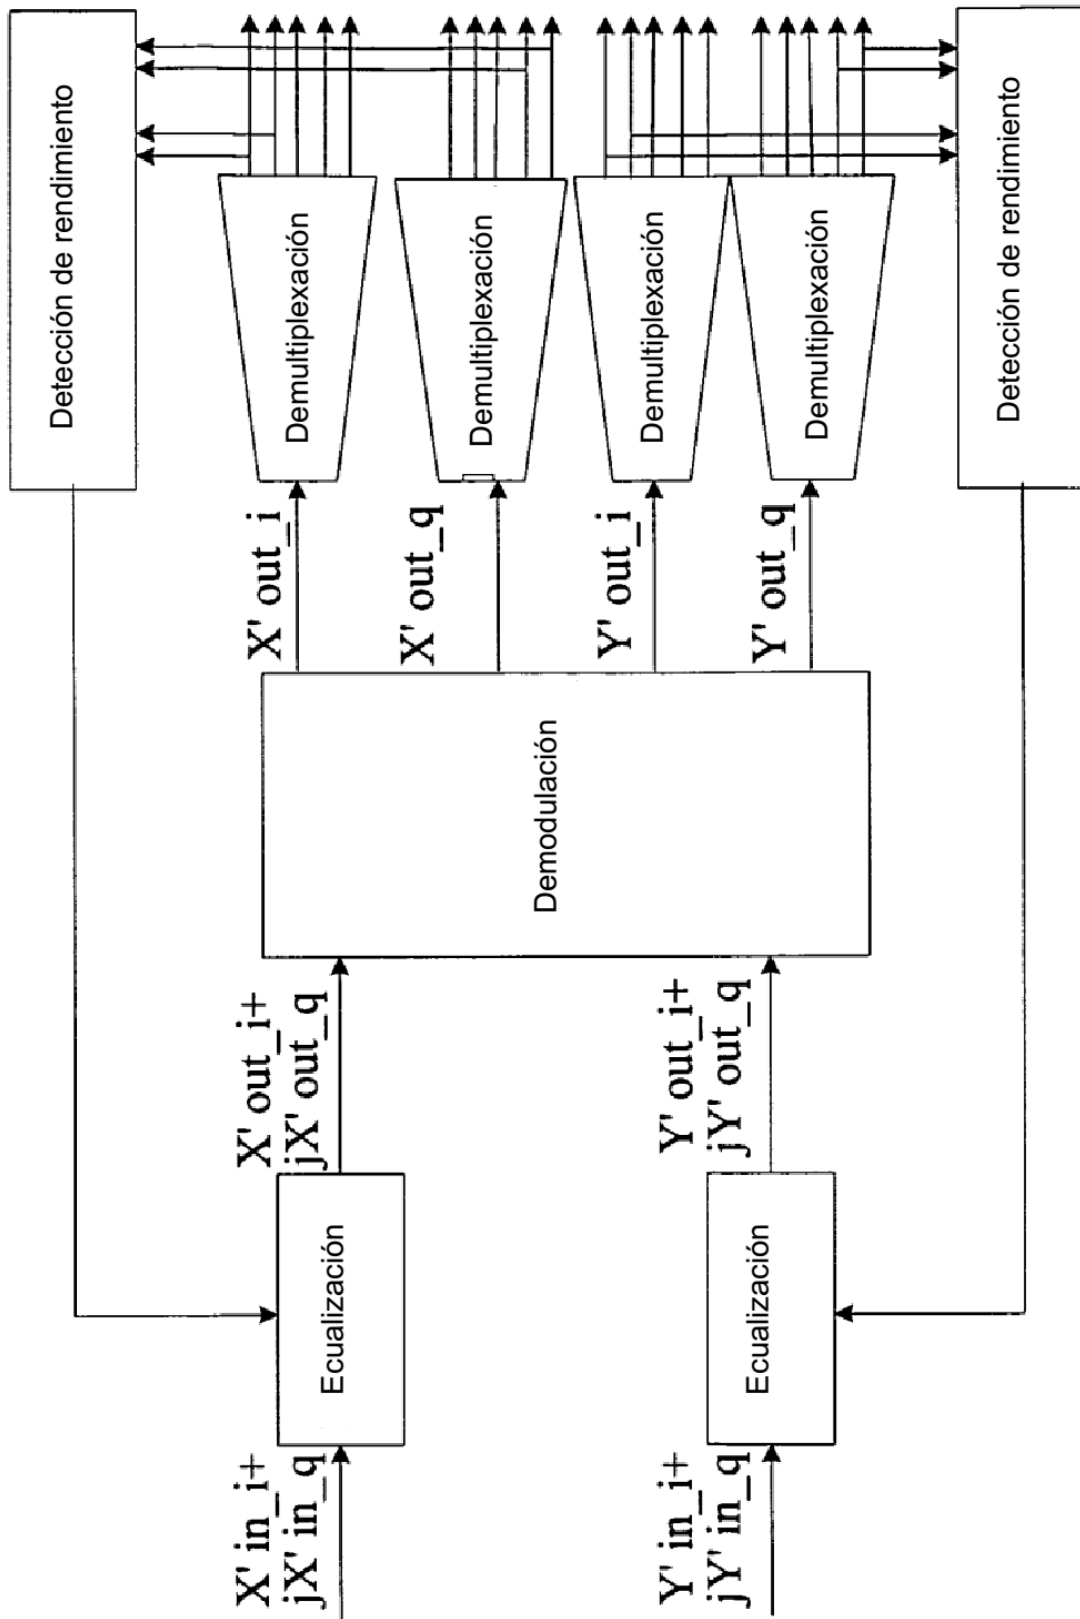 Detección de rendimiento
X' in_i+
jX' in_q
Ecualización
X' out_i+
jX' out_q
Y' in_i+
jY' in_q
Ecualización
Y' out_i+
jY' out_q
Demodulación
X' out_i
Demultiplexación
X' out_q
Demultiplexación
Y' out_i
Demultiplexación
Y' out_q
Demultiplexación
Detección de rendimiento